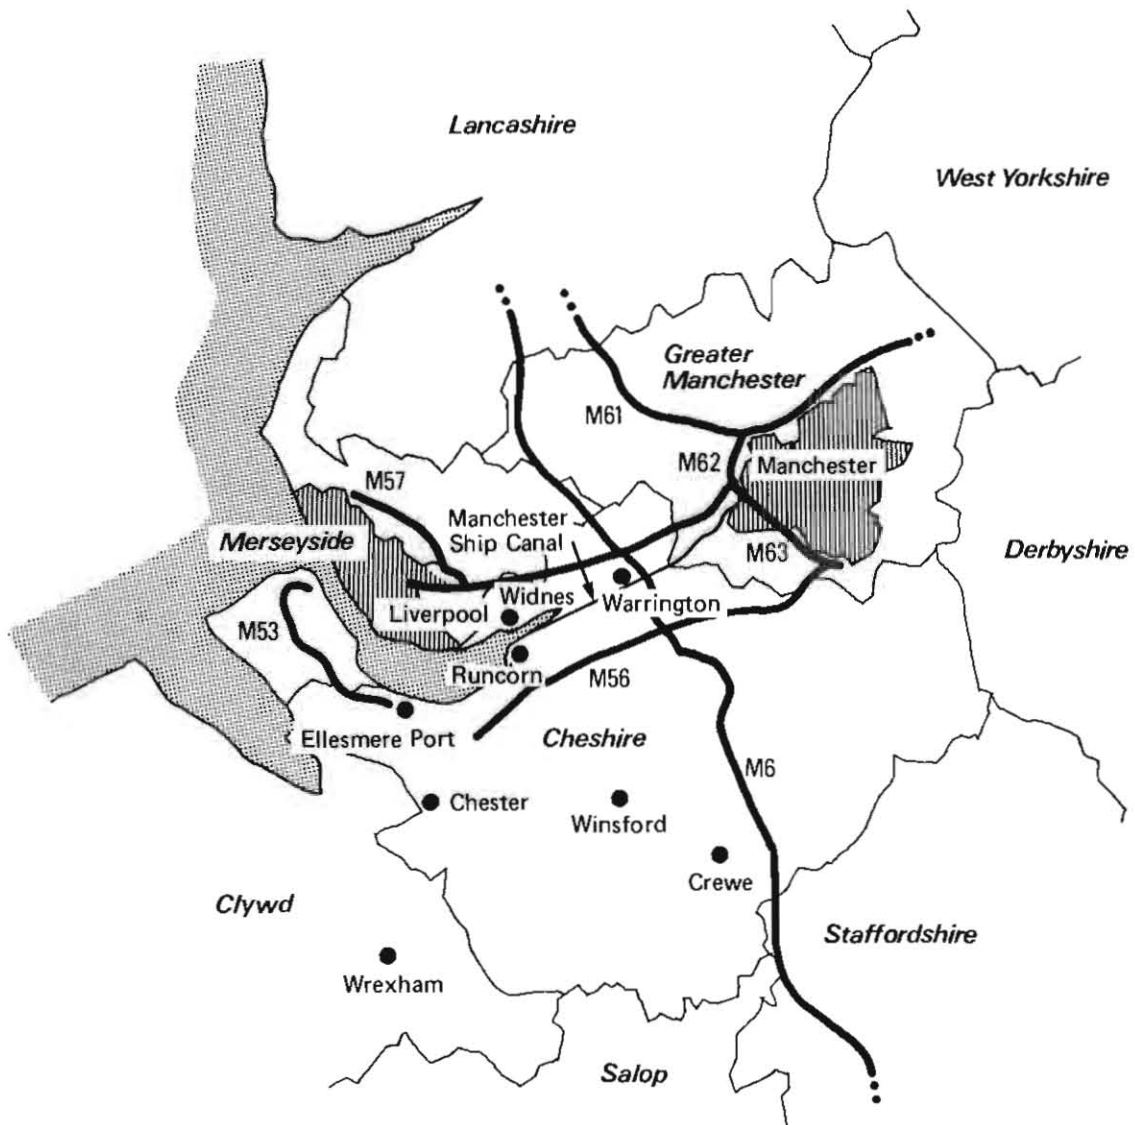 Lancashire
West Yorkshire
Greater
Manchester
M61
M62
Manchester
M57
Manchester
Ship Canal
Merseyside
M63
Derbyshire
Widnes
Liverpool
Warrington
M53
Runcorn
M56
Ellesmere Port
Cheshire
M6
Chester
Winsford
Crewe
Clywd
Staffordshire
Wrexham
Salop